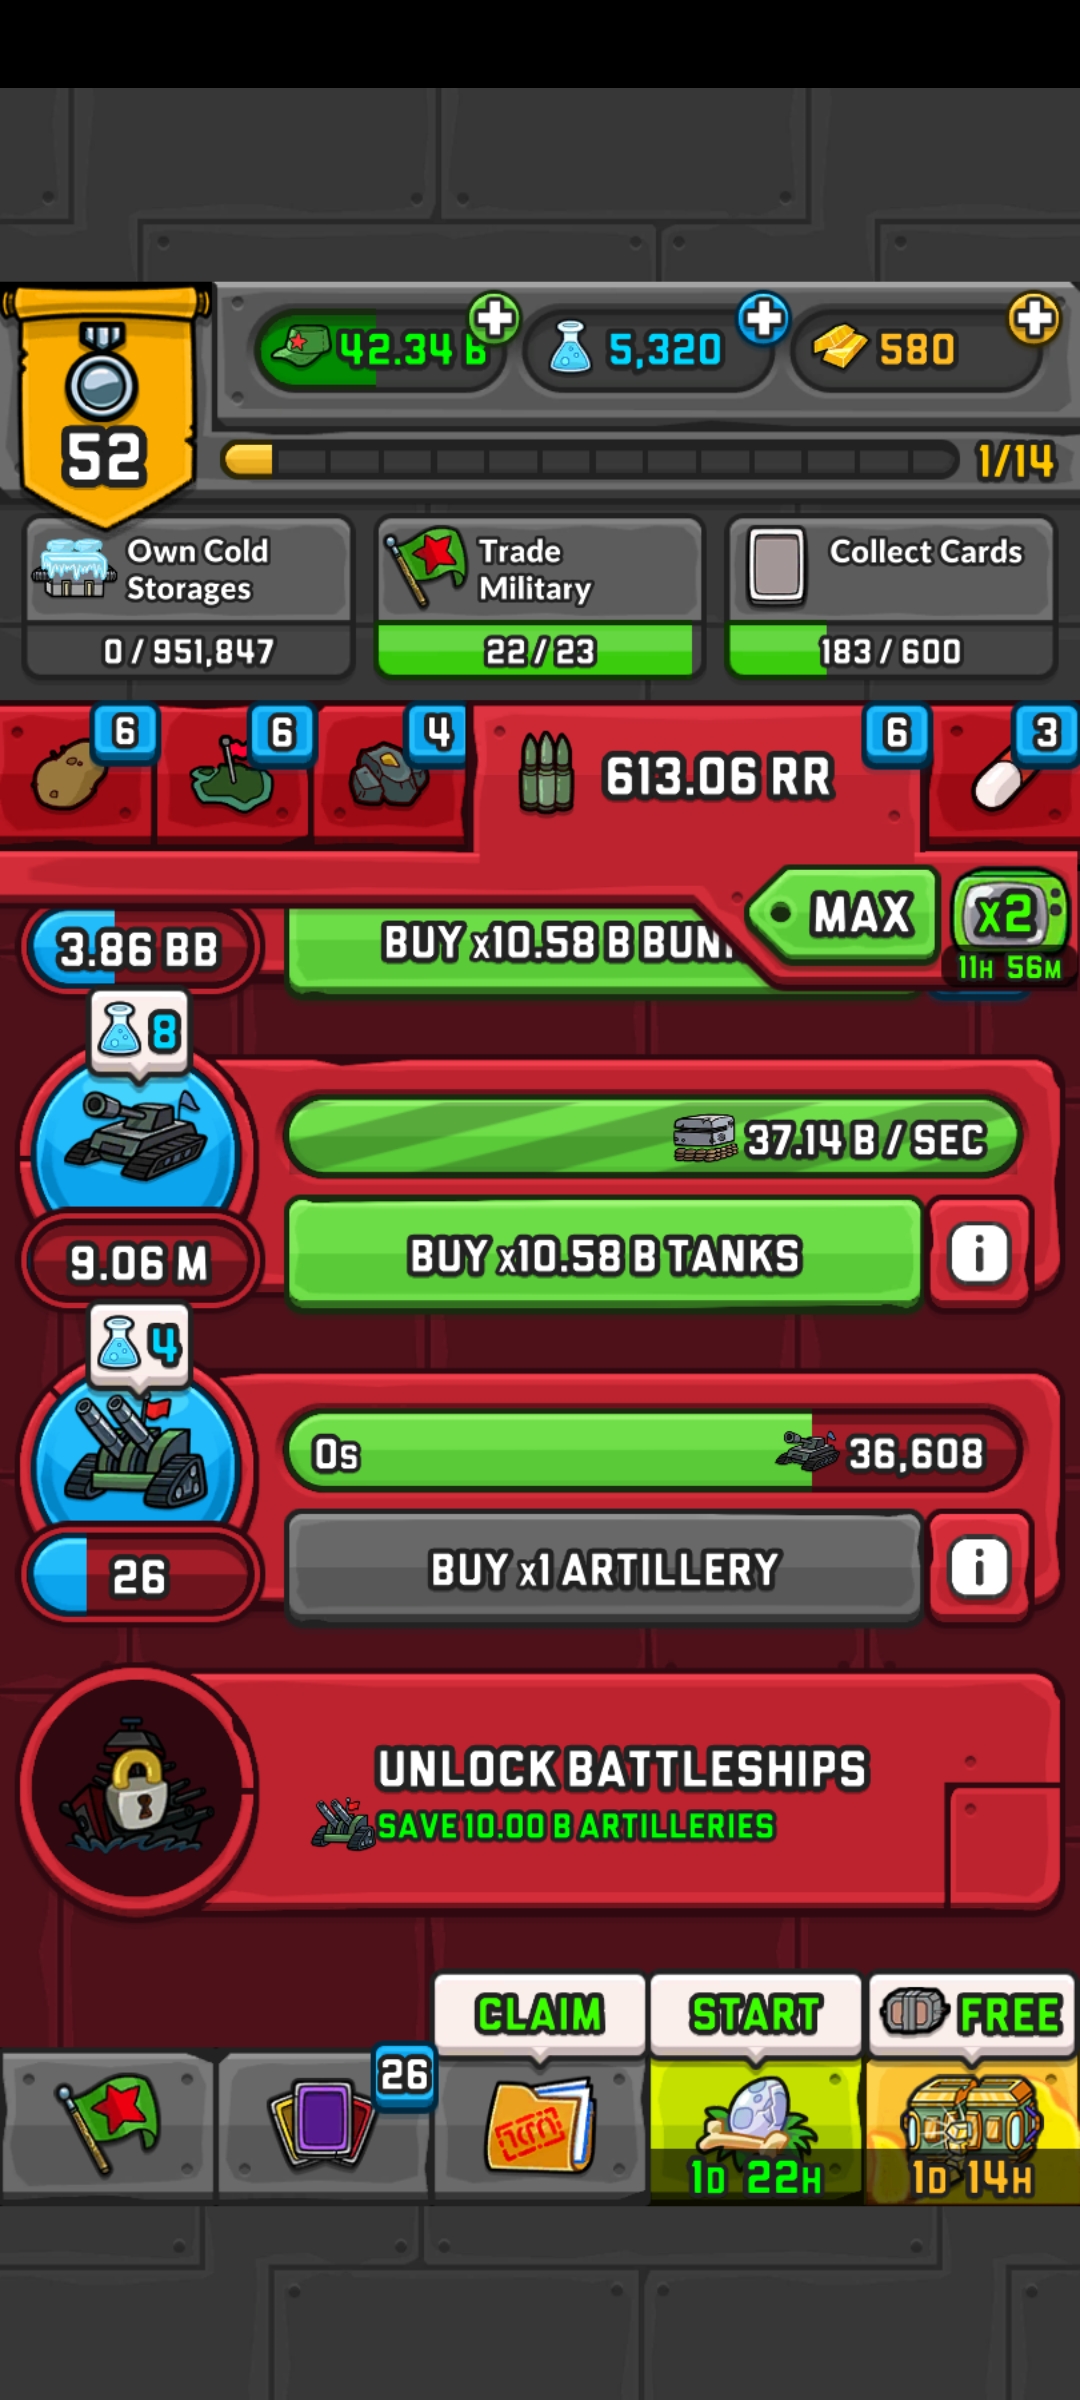 42.34 B
5,320
580
52
1/14
Own Cold
Storages
0 / 951,847
Trade
Military
22 / 23
Collect Cards
183 / 600
6
6
4
613.06 RR
6
3
MAX
x2
11H 56M
3.86 BB
BUY x10.58 B BUN
8
37.14 B / SEC
9.06 M
BUY x10.58 B TANKS
i
4
0s
36,608
26
BUY x1 ARTILLERY
i
UNLOCK BATTLESHIPS
SAVE 10.00 B ARTILLERIES
CLAIM
START
FREE
26
1D 22H
1D 14H